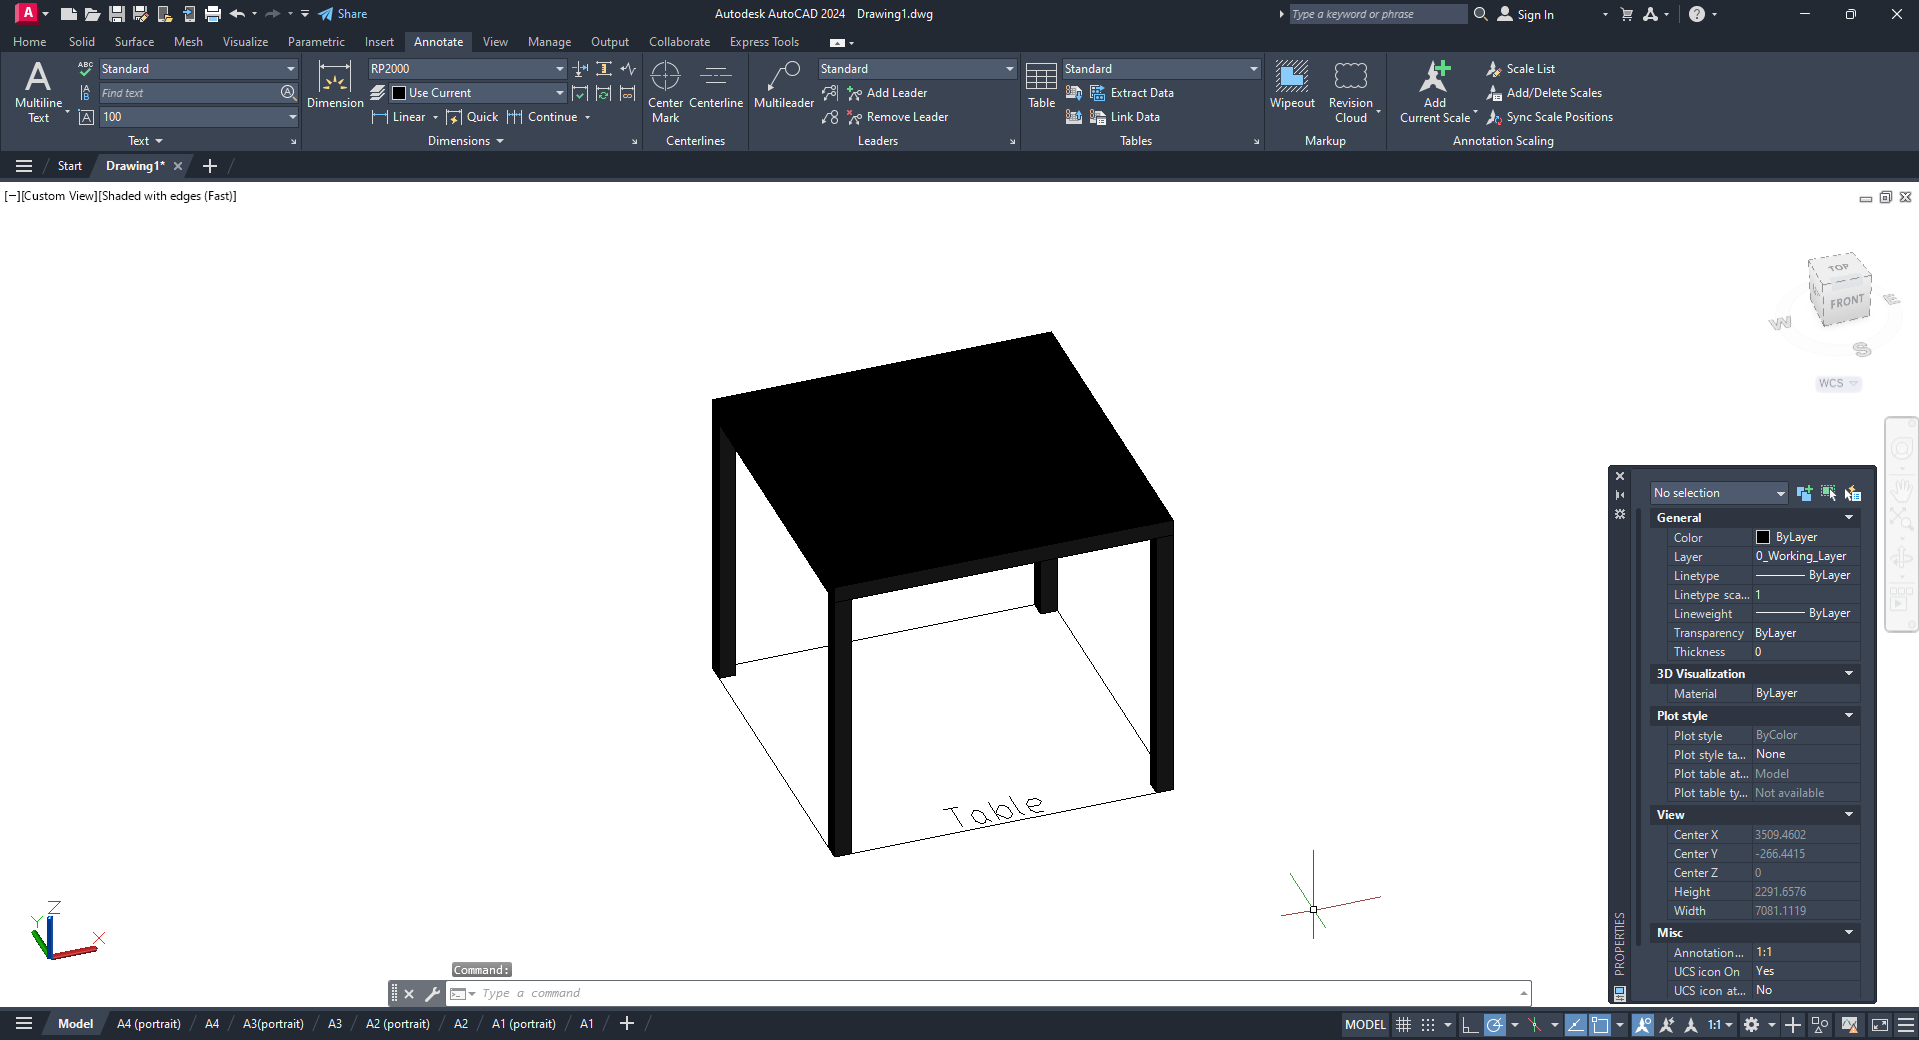 A
Share
Autodesk AutoCAD 2024 Drawing1.dwg
Type a keyword or phrase
Sign In
Home Solid Surface Mesh Visualize Parametric Insert Annotate View Manage Output Collaborate Express Tools
Multiline Text
ABC
Standard
Find text
100
Text
Dimension
RP2000
Use Current
Linear Quick Continue
Dimensions
Center Mark
Centerline
Centerlines
Multileader
Standard
Add Leader
Remove Leader
Leaders
Table
Standard
Extract Data
Link Data
Tables
Wipeout
Revision Cloud
Markup
Add Current Scale
Scale List
Add/Delete Scales
Sync Scale Positions
Annotation Scaling
Start
Drawing1*
[−][Custom View][Shaded with edges (Fast)]
TOP
FRONT
W
S
E
WCS
Table
Z
Y
X
No selection
General
Color ByLayer
Layer 0_Working_Layer
Linetype ByLayer
Linetype sca... 1
Lineweight ByLayer
Transparency ByLayer
Thickness 0
3D Visualization
Material ByLayer
Plot style
Plot style ByColor
Plot style ta... None
Plot table at... Model
Plot table ty... Not available
View
Center X 3509.4602
Center Y -266.4415
Center Z 0
Height 2291.6576
Width 7081.1119
Misc
Annotation... 1:1
UCS icon On Yes
UCS icon at... No
PROPERTIES
Command:
Type a command
Model A4 (portrait) A4 A3(portrait) A3 A2 (portrait) A2 A1 (portrait) A1
MODEL
1:1